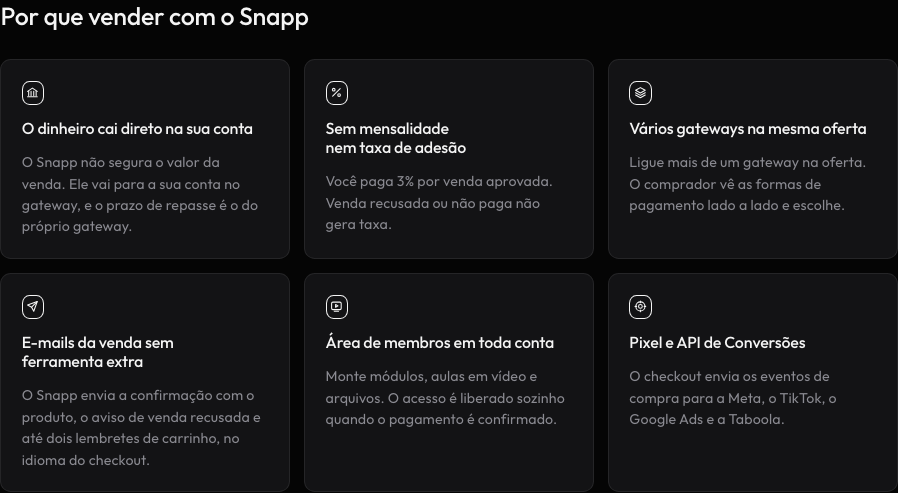 Por que vender com o Snapp
O dinheiro cai direto na sua conta
O Snapp não segura o valor da
venda. Ele vai para a sua conta no
gateway, e o prazo de repasse é o do
próprio gateway.
Sem mensalidade
nem taxa de adesão
Você paga 3% por venda aprovada.
Venda recusada ou não paga não
gera taxa.
Vários gateways na mesma oferta
Ligue mais de um gateway na oferta.
O comprador vê as formas de
pagamento lado a lado e escolhe.
E-mails da venda sem
ferramenta extra
O Snapp envia a confirmação com o
produto, o aviso de venda recusada e
até dois lembretes de carrinho, no
idioma do checkout.
Área de membros em toda conta
Monte módulos, aulas em vídeo e
arquivos. O acesso é liberado sozinho
quando o pagamento é confirmado.
Pixel e API de Conversões
O checkout envia os eventos de
compra para a Meta, o TikTok, o
Google Ads e a Taboola.